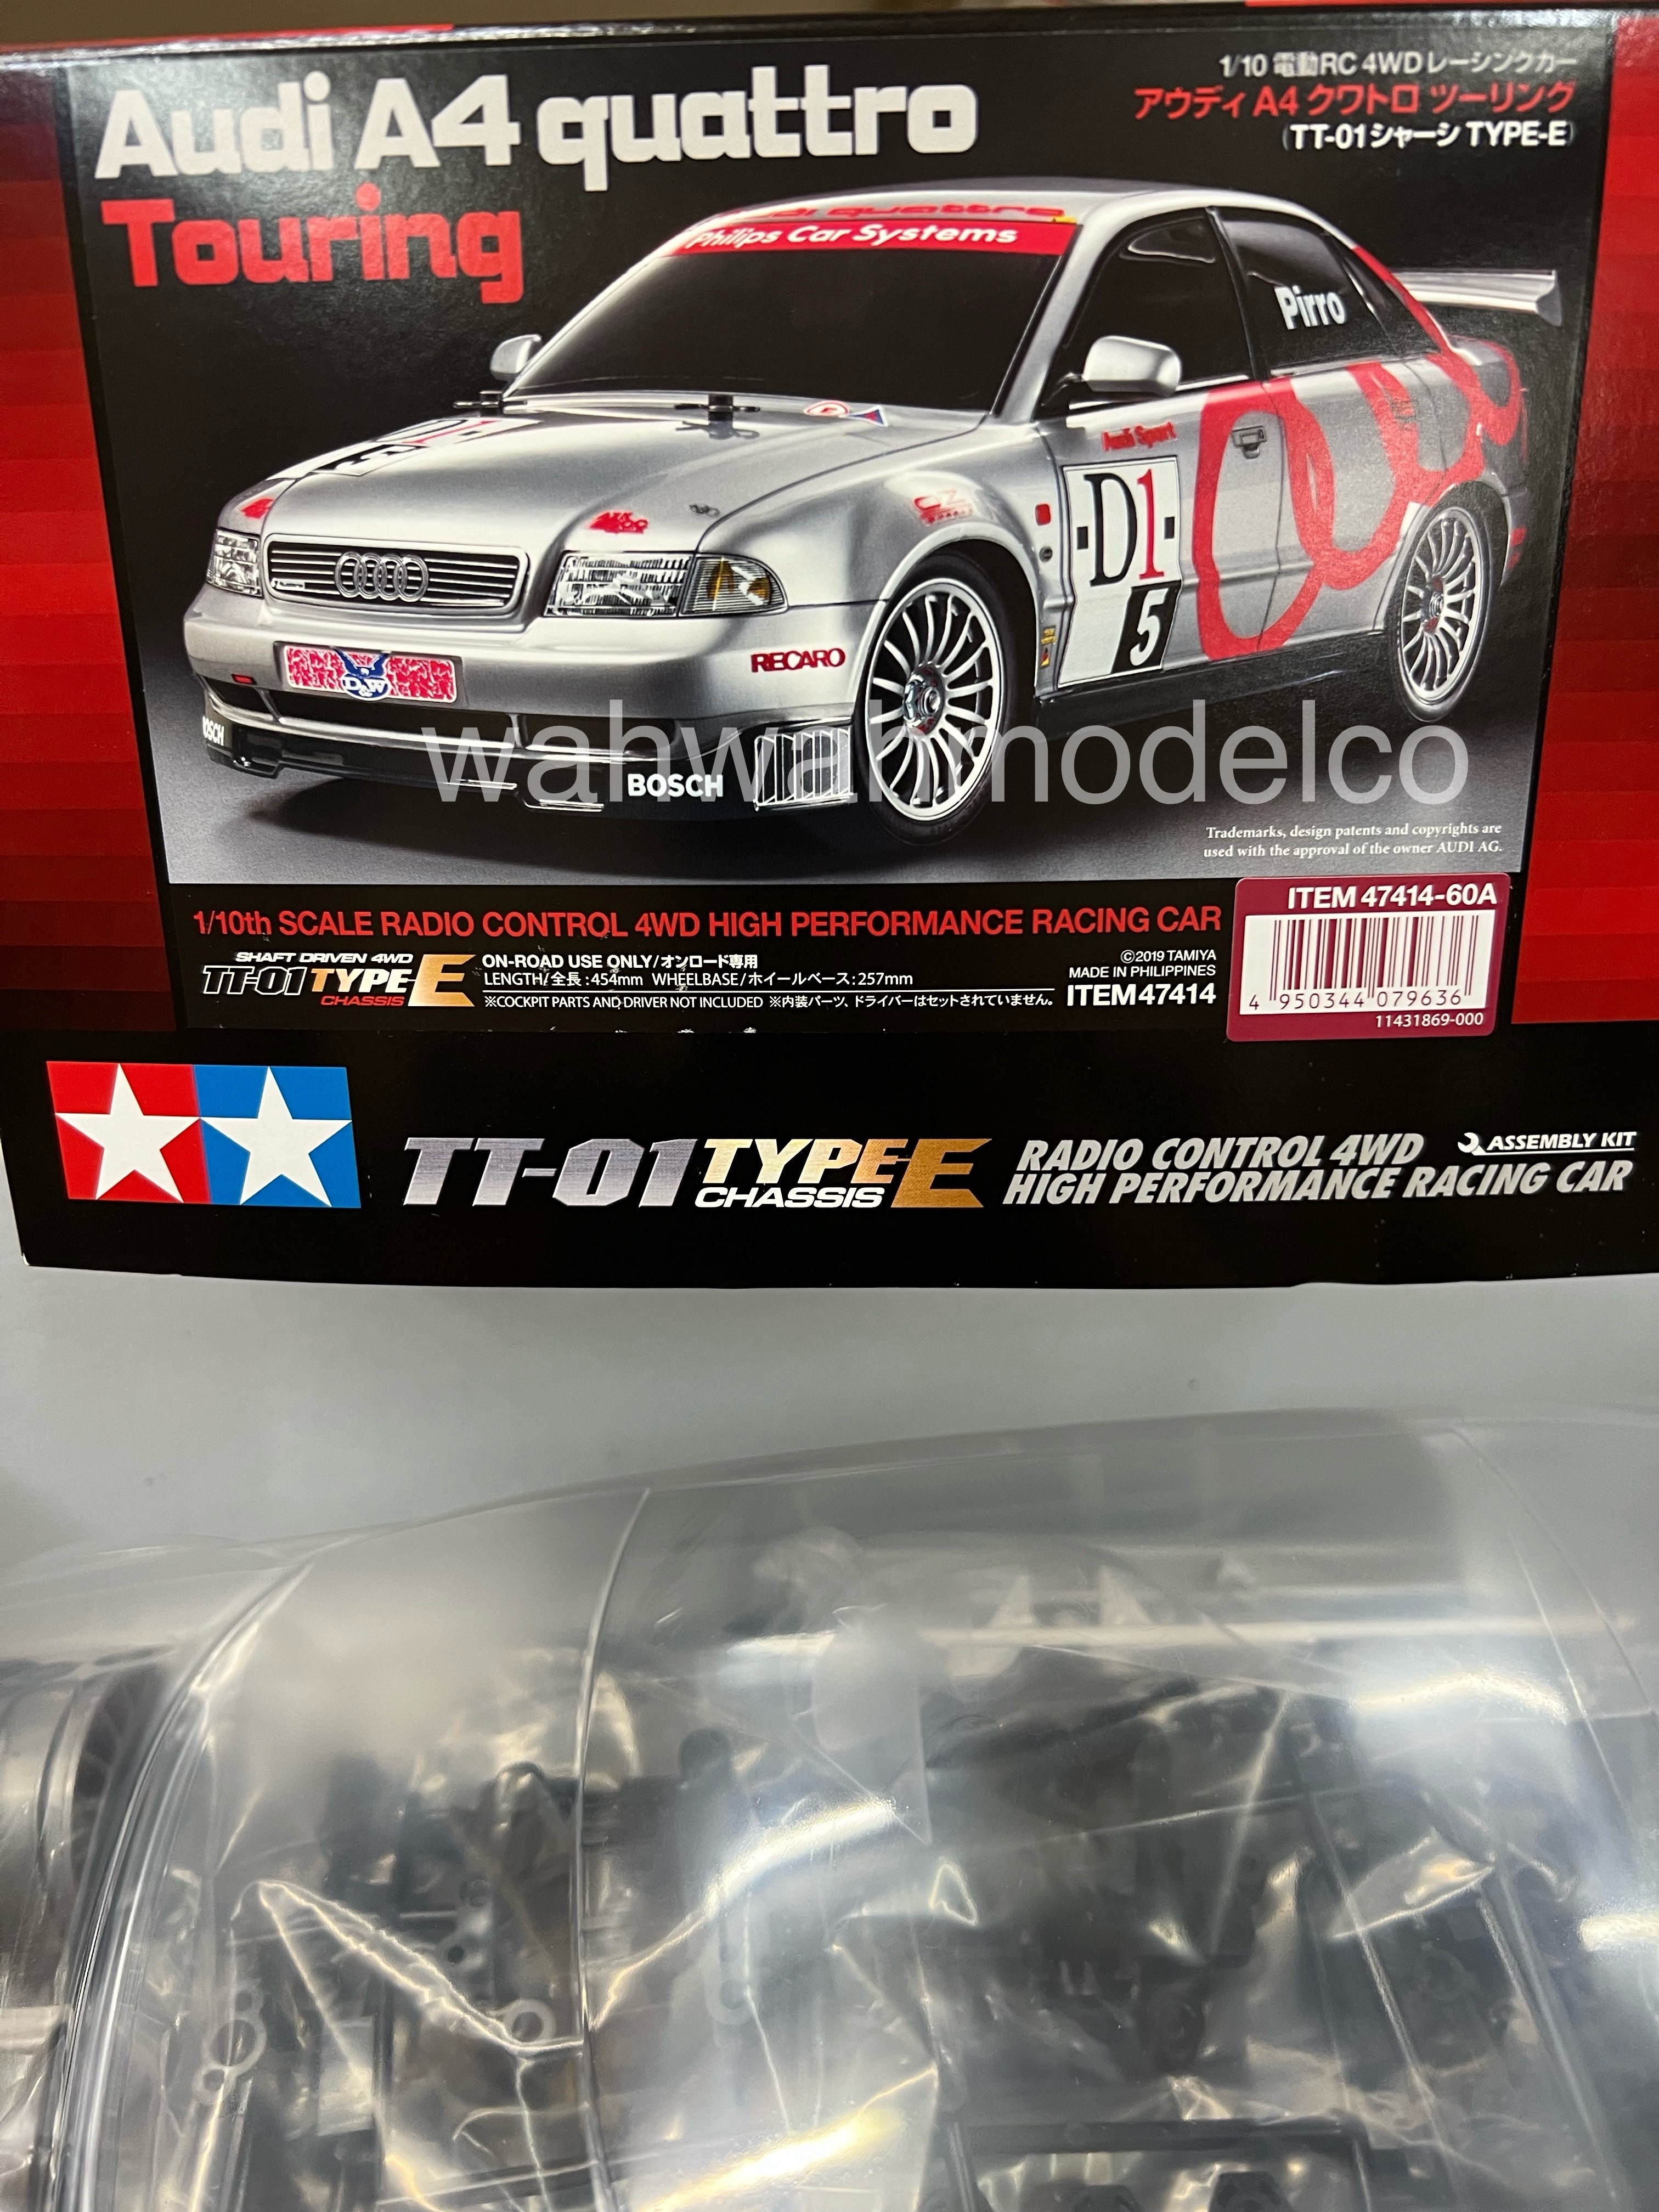 Audi A4 quattro
Touring
1/10 電動RC 4WDレーシングカー
アウディ A4 クワトロ ツーリング
(TT-01シャーシ TYPE-E)
Audi quattro
Philips Car Systems
Pirro
Audi Sport
OZ
D1
5
RECARO
D&W
BOSCH
BOSCH
wahwahmodelco
Trademarks, design patents and copyrights are
used with the approval of the owner AUDI AG.
1/10th SCALE RADIO CONTROL 4WD HIGH PERFORMANCE RACING CAR
SHAFT DRIVEN 4WD
TT-01 TYPE-E
CHASSIS
ON-ROAD USE ONLY/オンロード専用
LENGTH/全長:454mm WHEELBASE/ホイールベース:257mm
※COCKPIT PARTS AND DRIVER NOT INCLUDED ※内装パーツ、ドライバーはセットされていません。
©2019 TAMIYA
MADE IN PHILIPPINES
ITEM 47414
ITEM 47414-60A
4 950344 079636
11431869-000
TT-01 TYPE-E
CHASSIS
RADIO CONTROL 4WD
HIGH PERFORMANCE RACING CAR
ASSEMBLY KIT